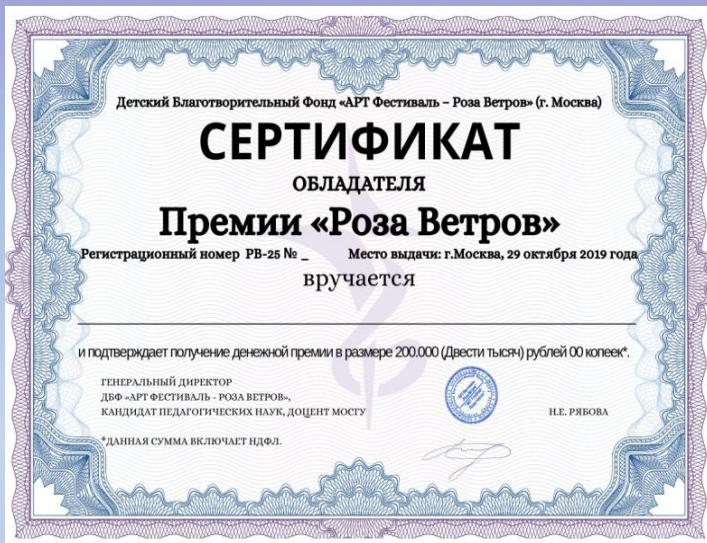 Детский Благотворительный Фонд «АРТ Фестиваль – Роза Ветров» (г. Москва)
СЕРТИФИКАТ
ОБЛАДАТЕЛЯ
Премии «Роза Ветров»
Регистрационный номер РВ-25 № _ Место выдачи: г.Москва, 29 октября 2019 года
вручается
и подтверждает получение денежной премии в размере 200.000 (Двести тысяч) рублей 00 копеек*.
ГЕНЕРАЛЬНЫЙ ДИРЕКТОР
ДБФ «АРТ ФЕСТИВАЛЬ - РОЗА ВЕТРОВ»,
КАНДИДАТ ПЕДАГОГИЧЕСКИХ НАУК, ДОЦЕНТ МОСГУ Н.Е. РЯБОВА
*ДАННАЯ СУММА ВКЛЮЧАЕТ НДФЛ.